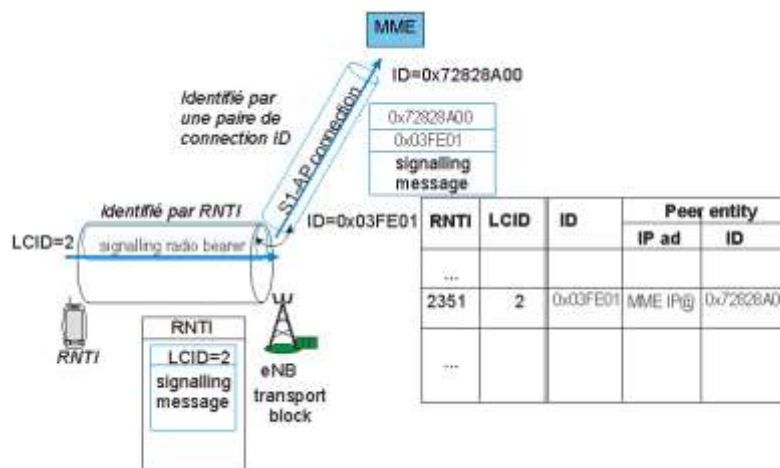 MME
ID=0x72828A00
Identifié par
une paire de
connection ID
S1-AP connection
0x72828A00
0x03FE01
signalling
message
Identifié par RNTI
ID=0x03FE01
LCID=2
signalling radio bearer
RNTI LCID ID Peer entity
IP ad ID
...
2351 2 0x03FE01 MME IP@ 0x72828A0
...
RNTI
RNTI
LCID=2
signalling
message
eNB
transport
block